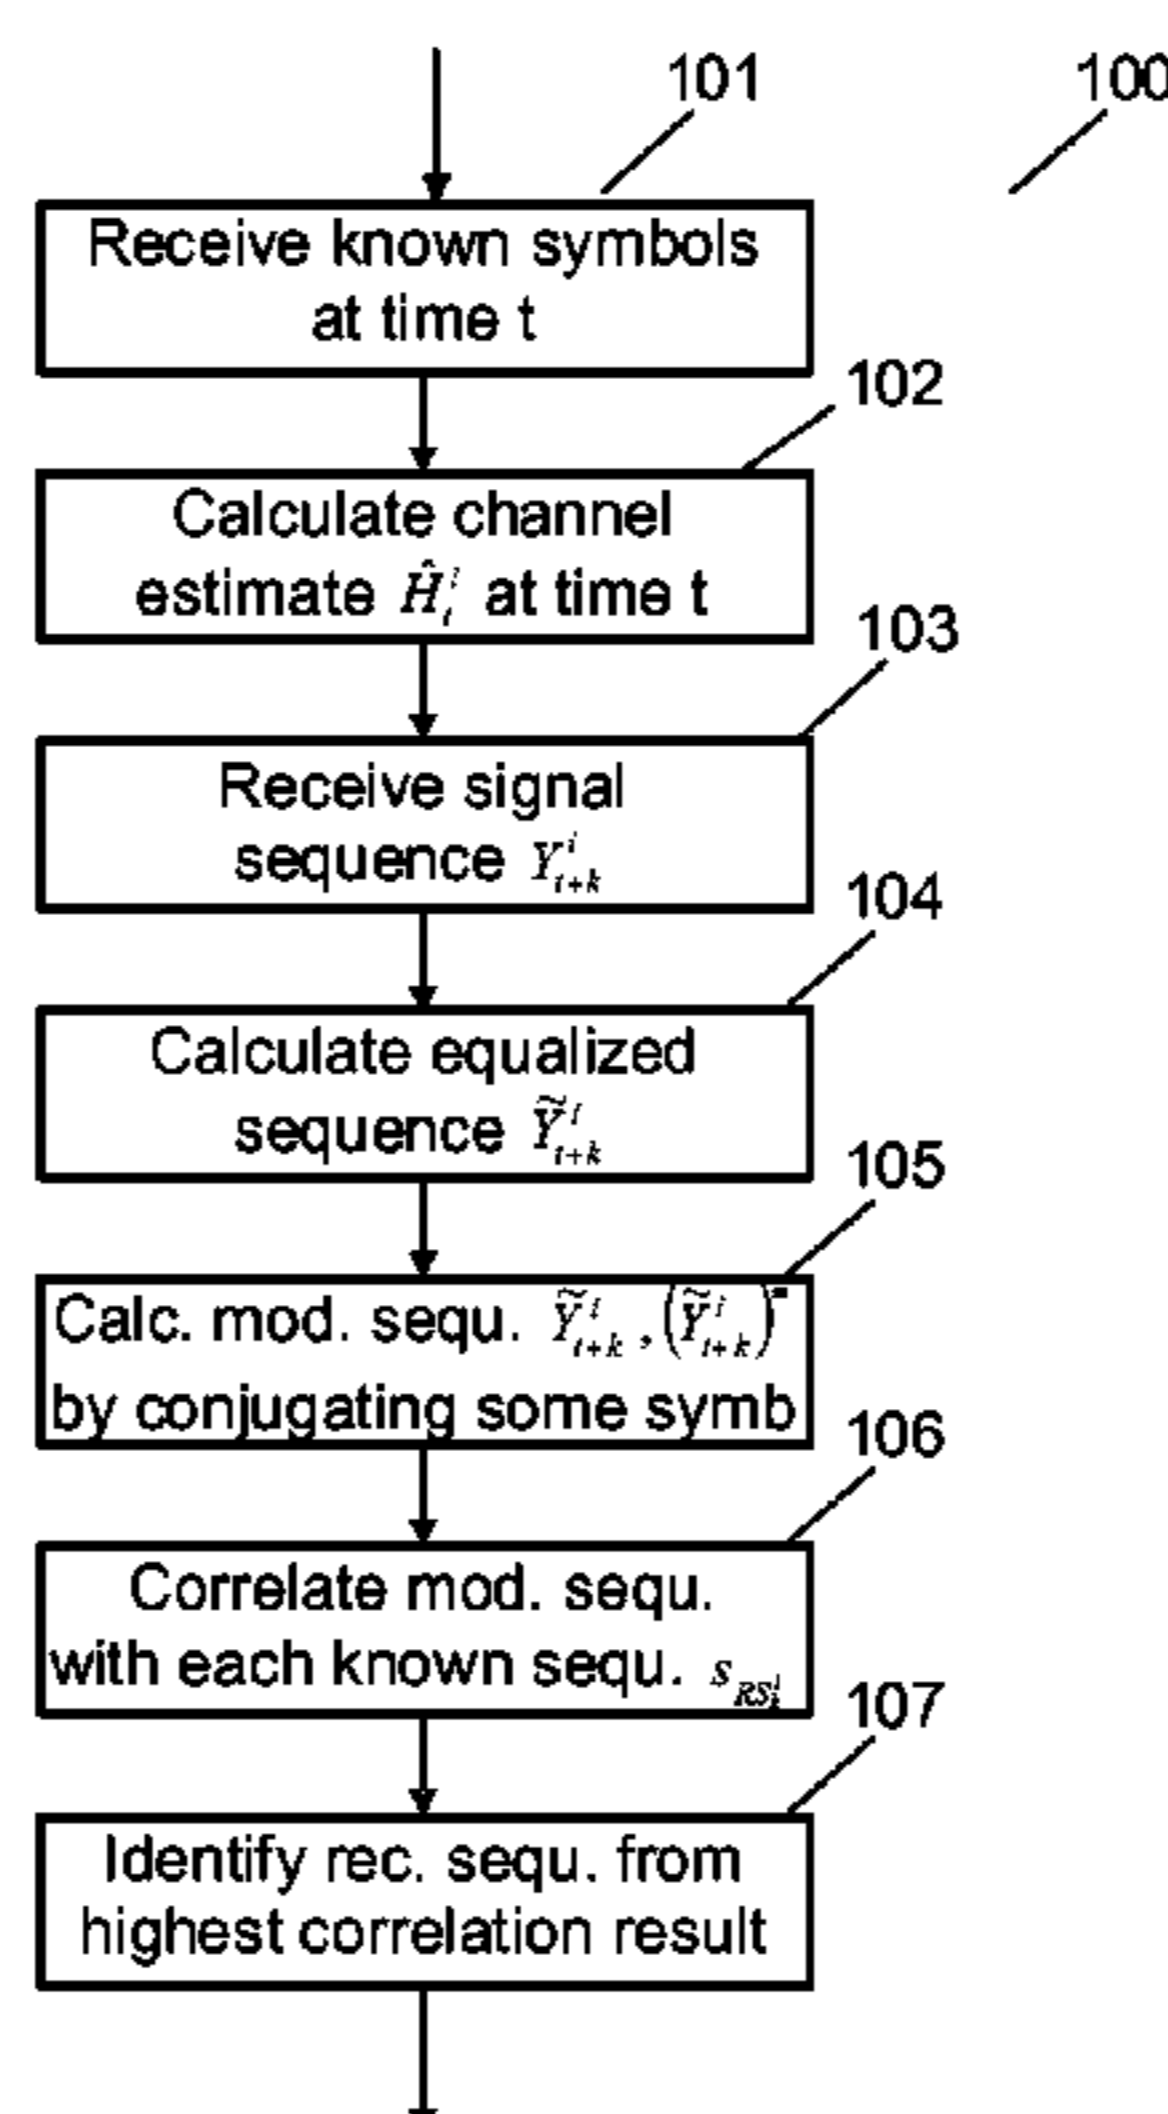 101
100
Receive known symbols
at time t
102
Calculate channel
estimate Ĥₜⁱ at time t
103
Receive signal
sequence Yⁱₜ₊ₖ
104
Calculate equalized
sequence Ỹⁱₜ₊ₖ
105
Calc. mod. sequ. Ỹⁱₜ₊ₖ, (Ỹⁱₜ₊ₖ)*
by conjugating some symb
106
Correlate mod. sequ.
with each known sequ. s_RSₖⁱ
107
Identify rec. sequ. from
highest correlation result